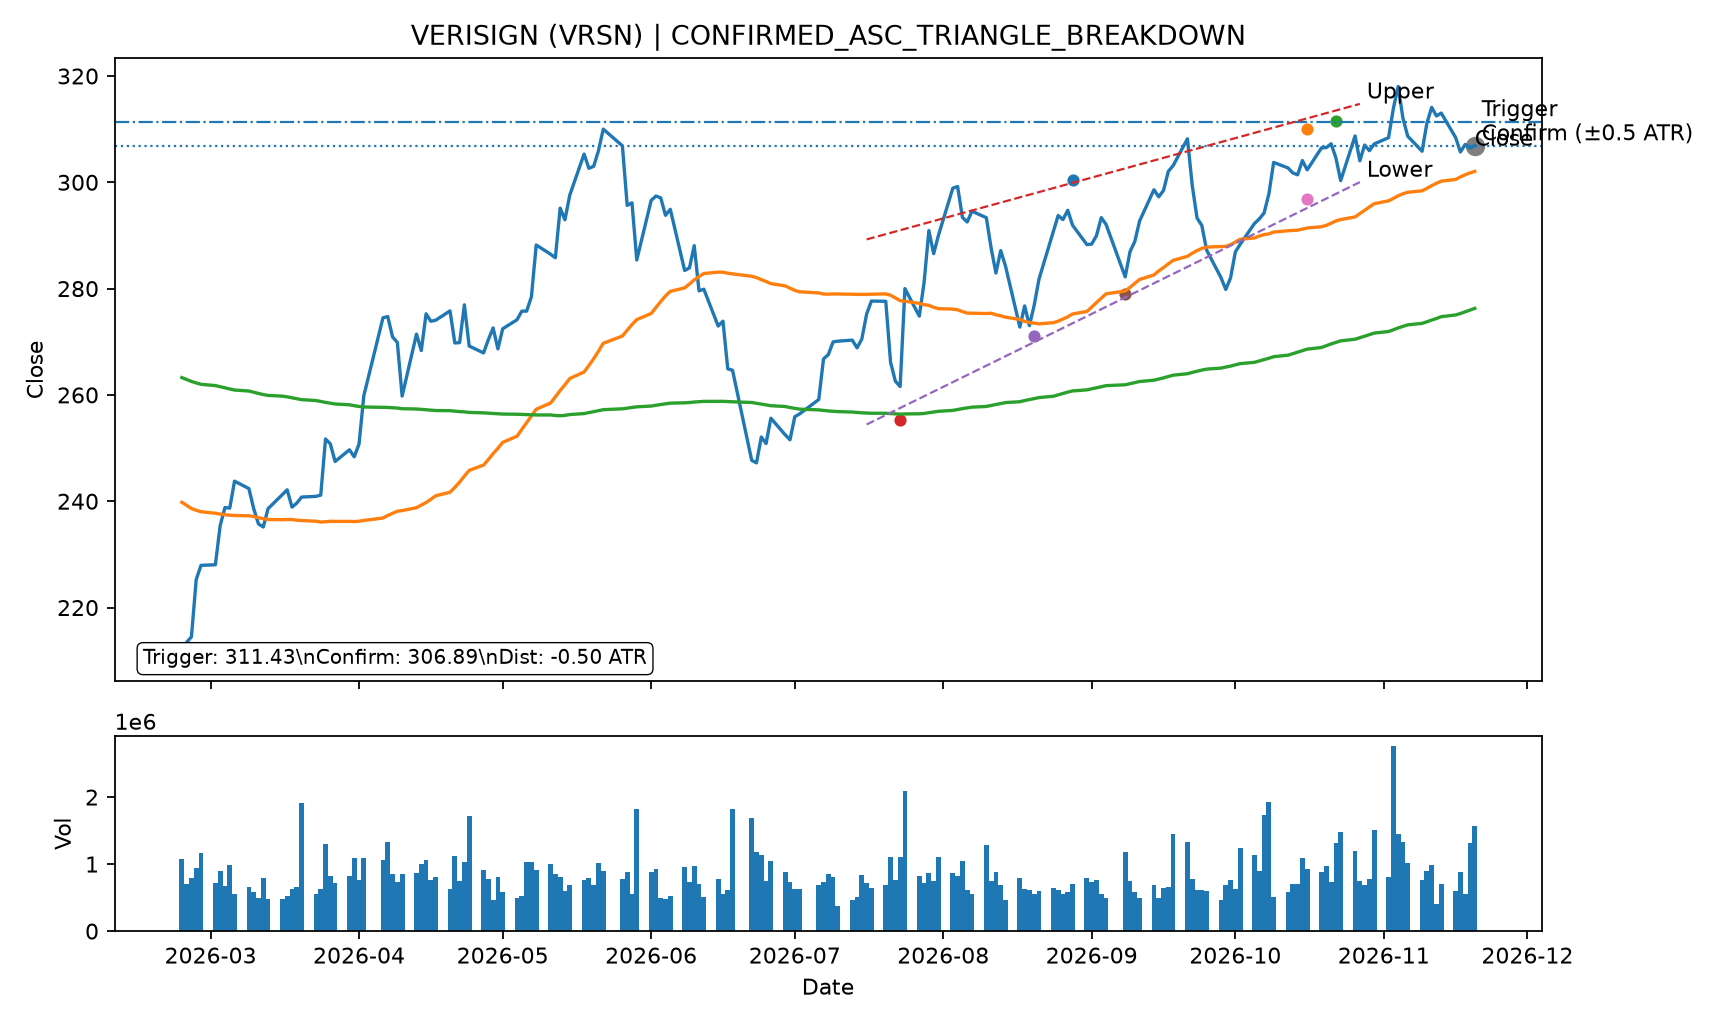 VERISIGN (VRSN) | CONFIRMED_ASC_TRIANGLE_BREAKDOWN
Close
320
300
280
260
240
220
Upper
Trigger
Confirm (±0.5 ATR)
Close
Lower
Trigger: 311.43\nConfirm: 306.89\nDist: -0.50 ATR
1e6
Vol
2
1
0
2026-03
2026-04
2026-05
2026-06
2026-07
2026-08
2026-09
2026-10
2026-11
2026-12
Date